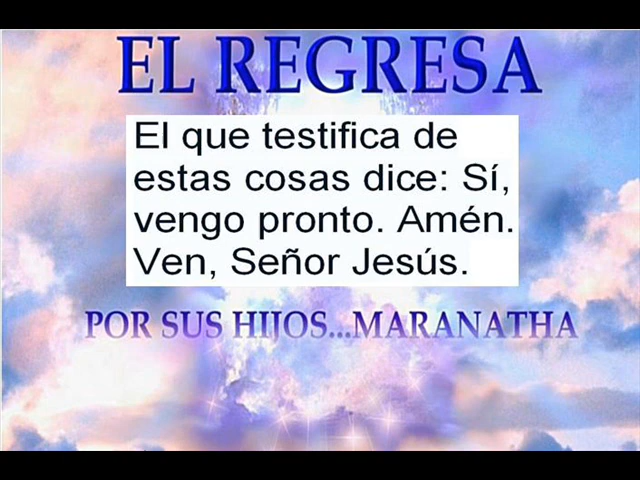 EL REGRESA
El que testifica de
estas cosas dice: Sí,
vengo pronto. Amén.
Ven, Señor Jesús.
POR SUS HIJOS...MARANATHA